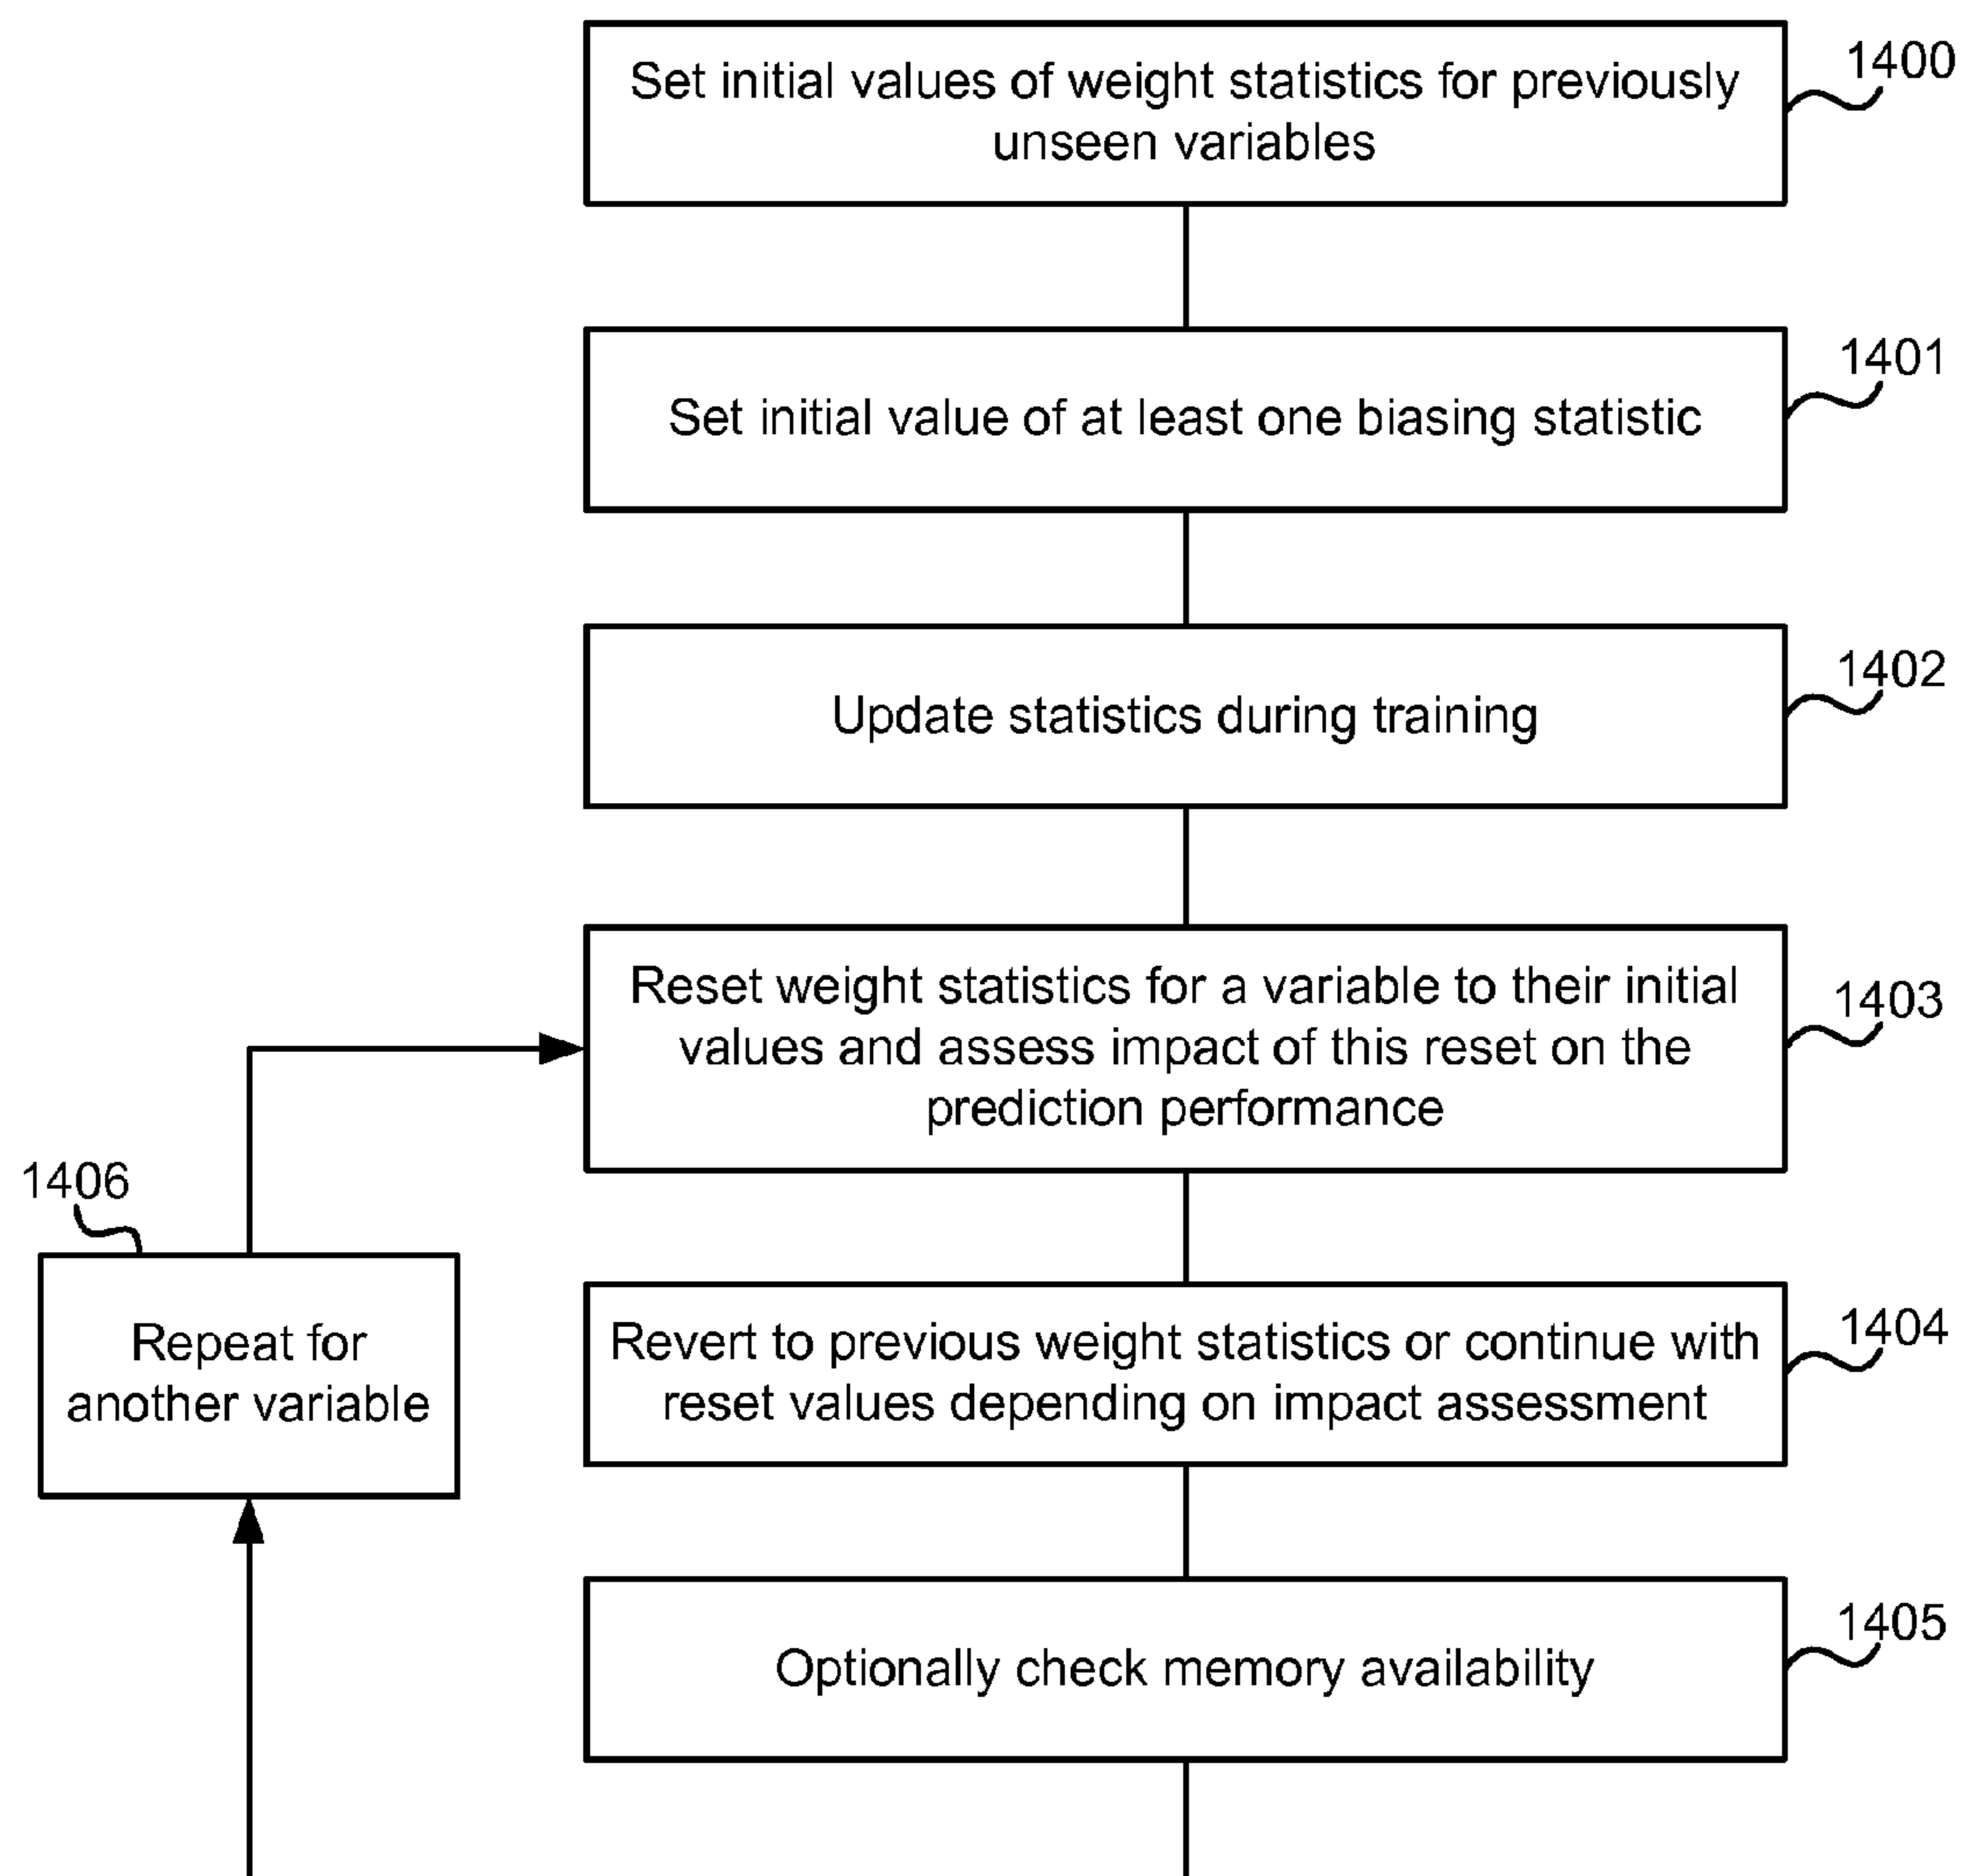 Set initial values of weight statistics for previously
unseen variables
1400
Set initial value of at least one biasing statistic
1401
Update statistics during training
1402
Reset weight statistics for a variable to their initial
values and assess impact of this reset on the
prediction performance
1403
1406
Repeat for
another variable
Revert to previous weight statistics or continue with
reset values depending on impact assessment
1404
Optionally check memory availability
1405